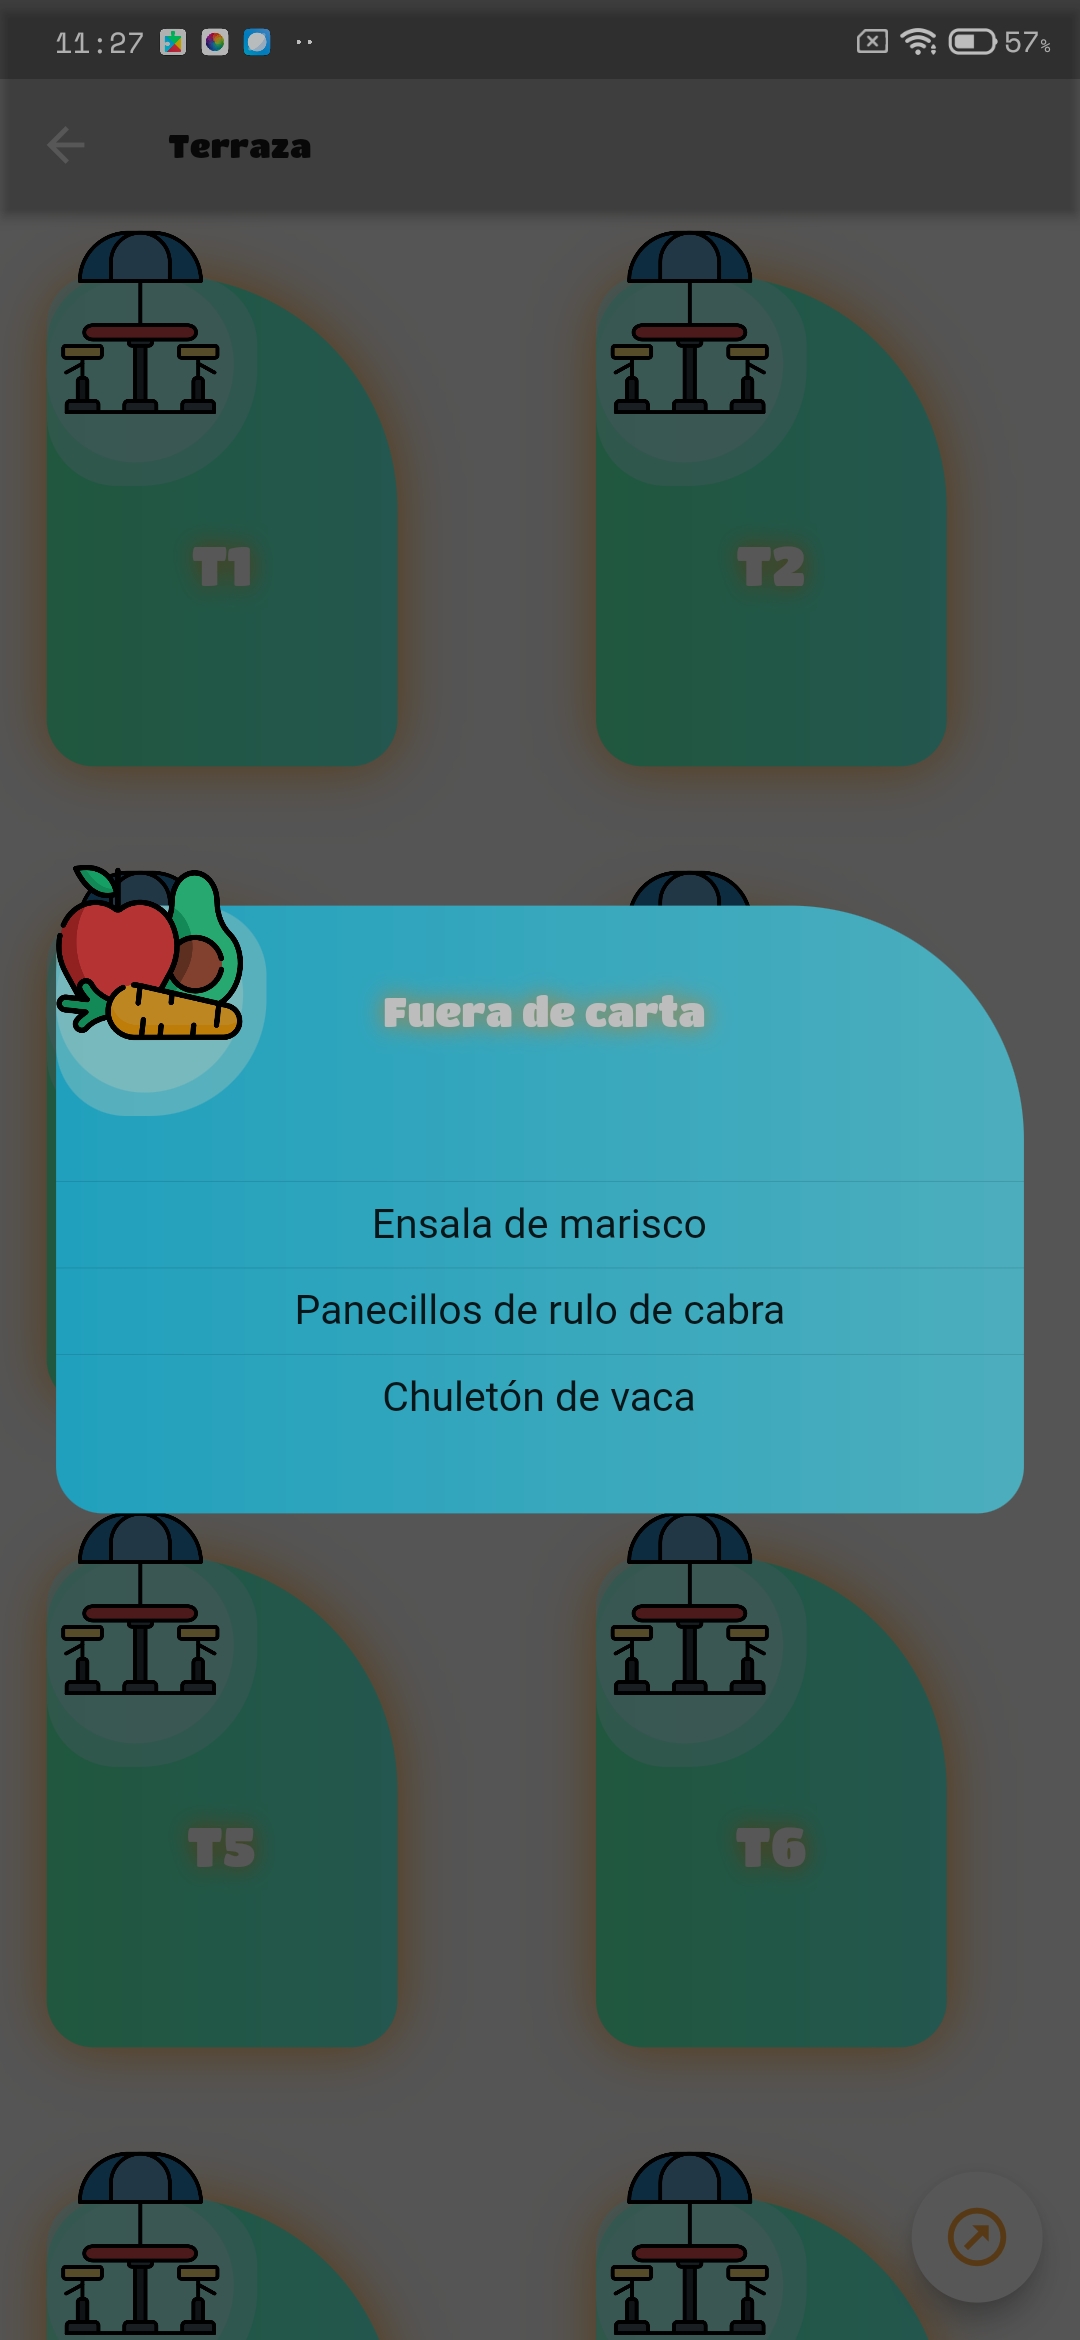 11:27
57%
Terraza
T1
T2
Fuera de carta
Ensala de marisco
Panecillos de rulo de cabra
Chuletón de vaca
T5
T6